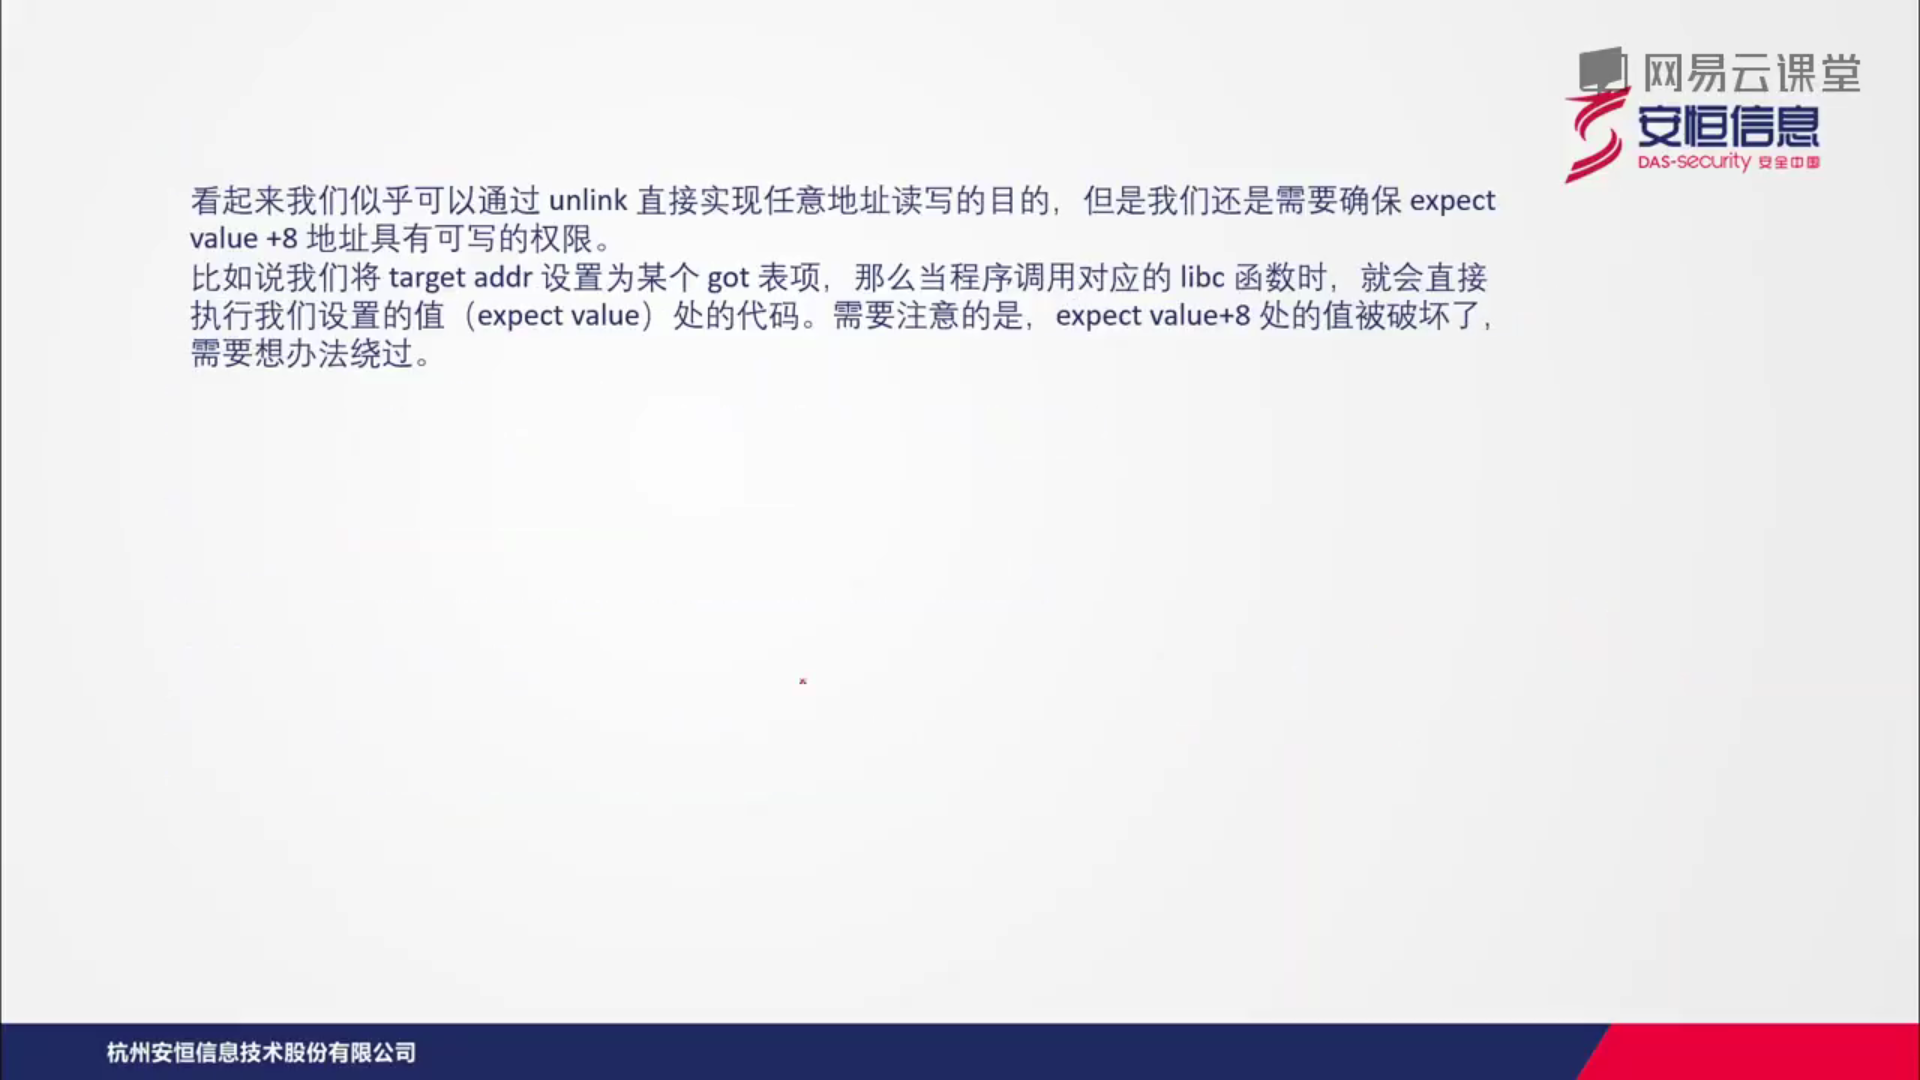 网易云课堂
安恒信息
DAS-security 安全中国
看起来我们似乎可以通过 unlink 直接实现任意地址读写的目的，但是我们还是需要确保 expect
value +8 地址具有可写的权限。
比如说我们将 target addr 设置为某个 got 表项，那么当程序调用对应的 libc 函数时，就会直接
执行我们设置的值（expect value）处的代码。需要注意的是，expect value+8 处的值被破坏了，
需要想办法绕过。
杭州安恒信息技术股份有限公司